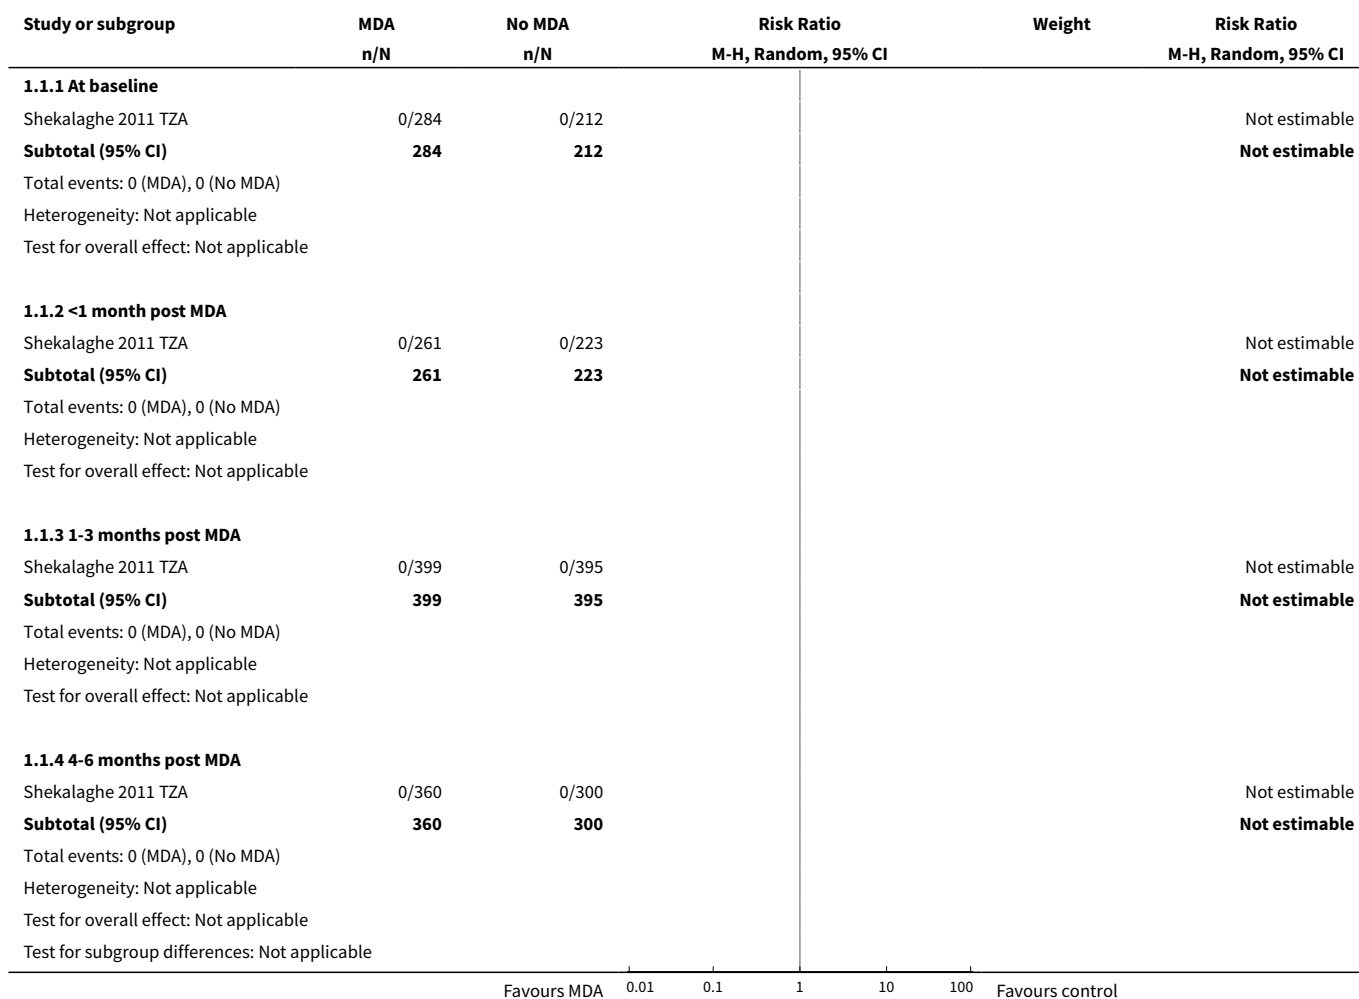 Study or subgroup MDA No MDA Risk Ratio Weight Risk Ratio
n/N n/N M-H, Random, 95% CI M-H, Random, 95% CI
1.1.1 At baseline
Shekalaghe 2011 TZA 0/284 0/212 Not estimable
Subtotal (95% CI) 284 212 Not estimable
Total events: 0 (MDA), 0 (No MDA)
Heterogeneity: Not applicable
Test for overall effect: Not applicable
1.1.2 <1 month post MDA
Shekalaghe 2011 TZA 0/261 0/223 Not estimable
Subtotal (95% CI) 261 223 Not estimable
Total events: 0 (MDA), 0 (No MDA)
Heterogeneity: Not applicable
Test for overall effect: Not applicable
1.1.3 1-3 months post MDA
Shekalaghe 2011 TZA 0/399 0/395 Not estimable
Subtotal (95% CI) 399 395 Not estimable
Total events: 0 (MDA), 0 (No MDA)
Heterogeneity: Not applicable
Test for overall effect: Not applicable
1.1.4 4-6 months post MDA
Shekalaghe 2011 TZA 0/360 0/300 Not estimable
Subtotal (95% CI) 360 300 Not estimable
Total events: 0 (MDA), 0 (No MDA)
Heterogeneity: Not applicable
Test for overall effect: Not applicable
Test for subgroup differences: Not applicable
Favours MDA 0.01 0.1 1 10 100 Favours control